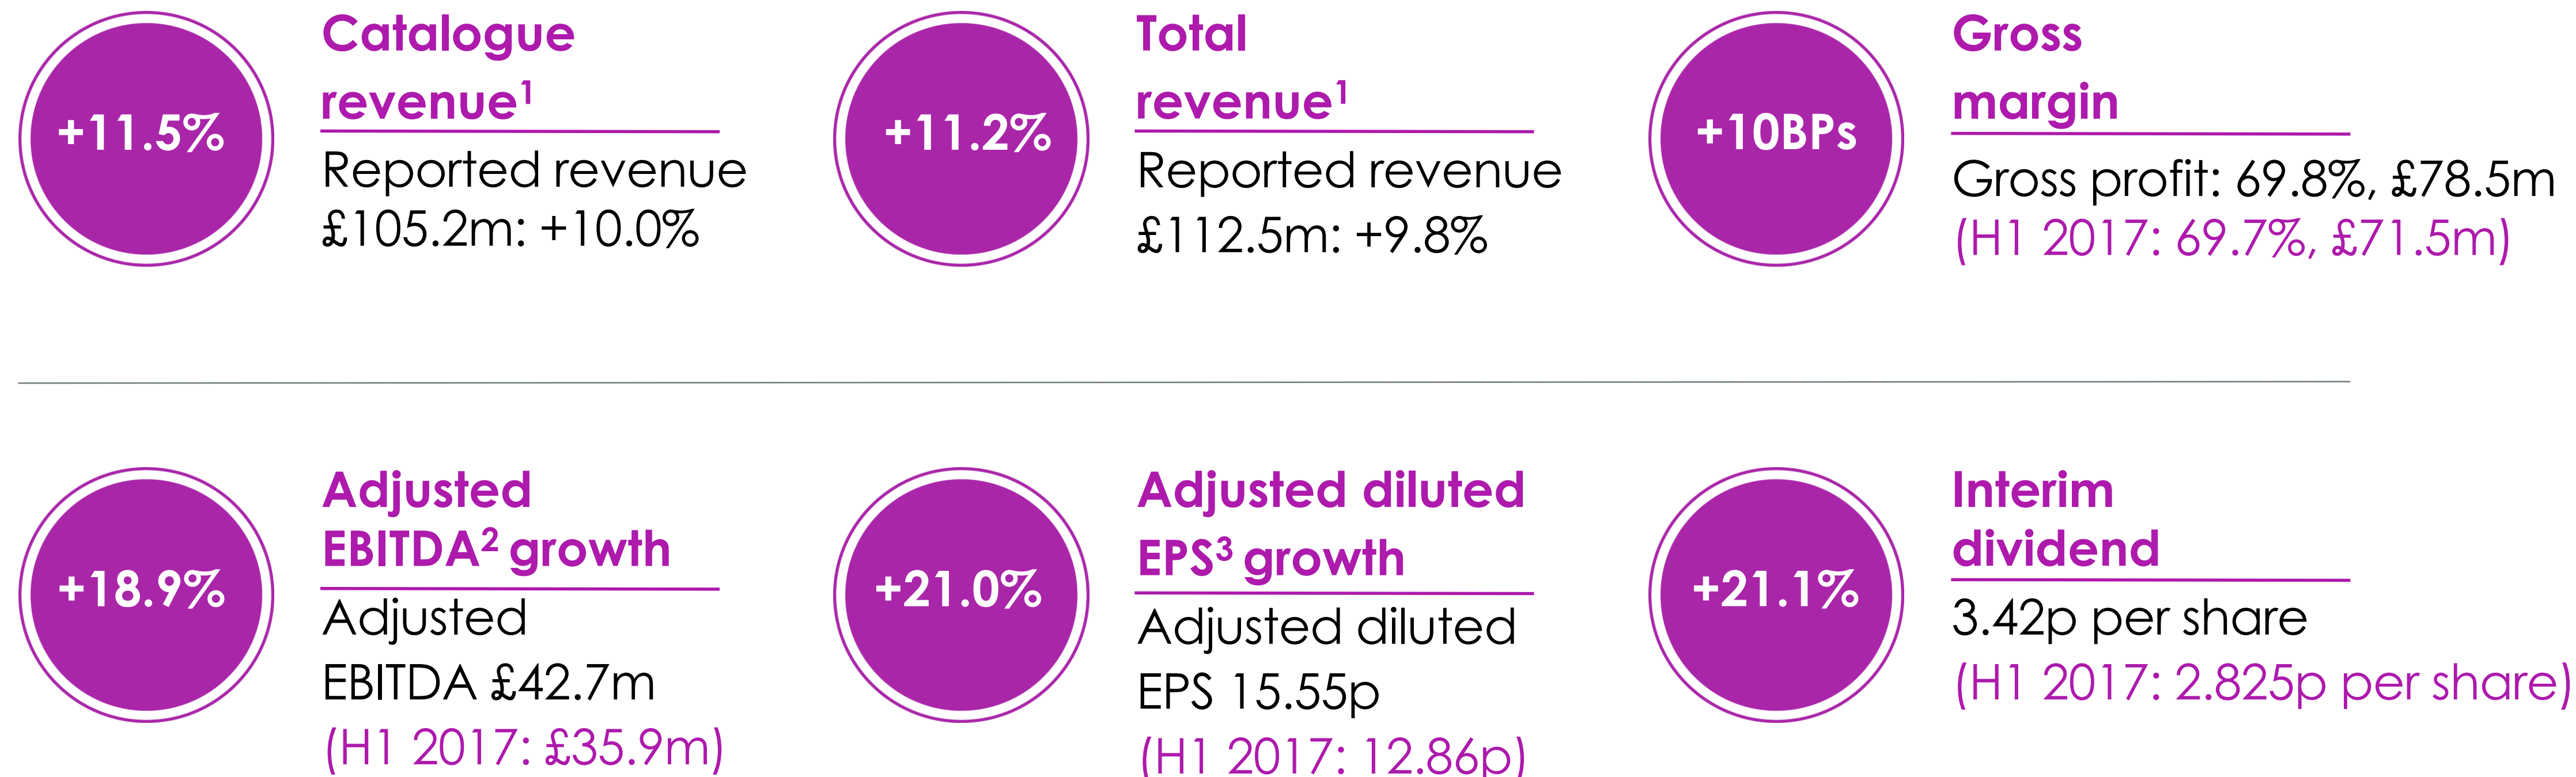 +11.5%
Catalogue
revenue¹
Reported revenue
£105.2m: +10.0%
+11.2%
Total
revenue¹
Reported revenue
£112.5m: +9.8%
+10BPs
Gross
margin
Gross profit: 69.8%, £78.5m
(H1 2017: 69.7%, £71.5m)
+18.9%
Adjusted
EBITDA² growth
Adjusted
EBITDA £42.7m
(H1 2017: £35.9m)
+21.0%
Adjusted diluted
EPS³ growth
Adjusted diluted
EPS 15.55p
(H1 2017: 12.86p)
+21.1%
Interim
dividend
3.42p per share
(H1 2017: 2.825p per share)